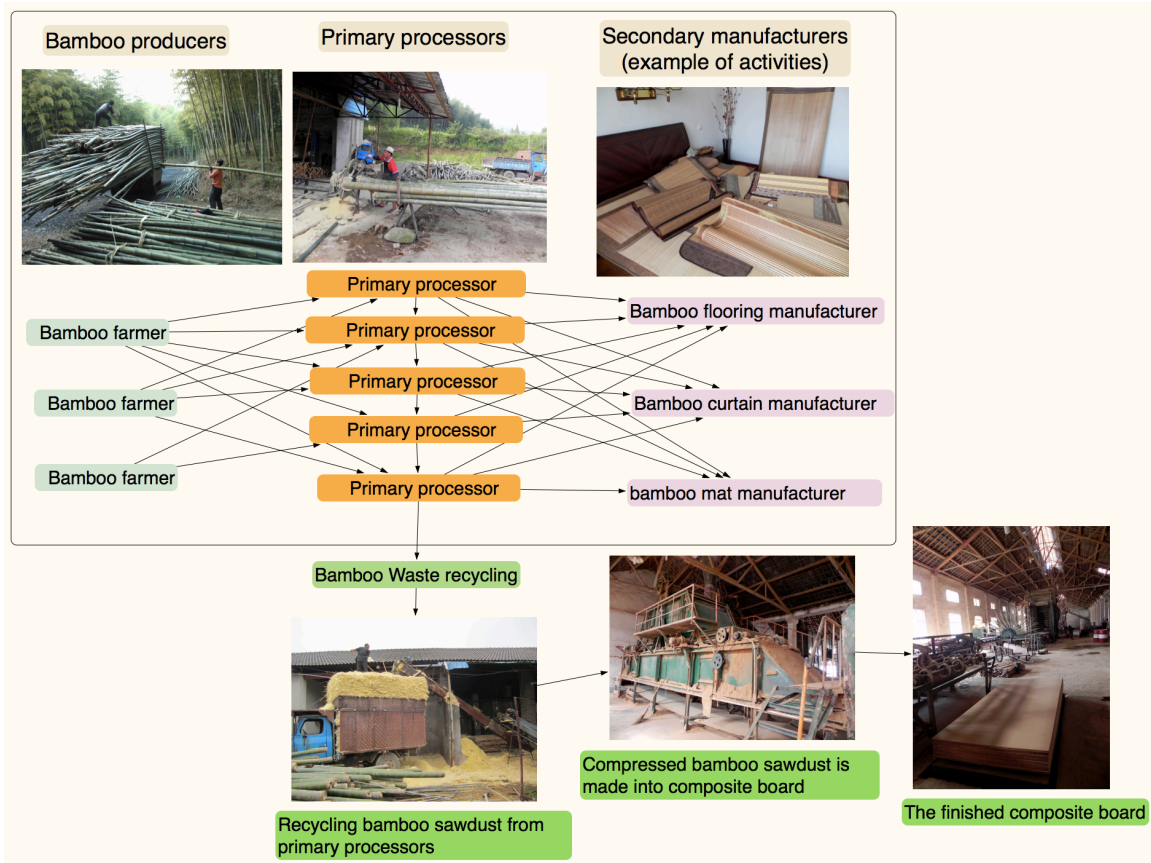 Bamboo producers
Primary processors
Secondary manufacturers
(example of activities)
Primary processor
Primary processor
Primary processor
Primary processor
Primary processor
Bamboo farmer
Bamboo farmer
Bamboo farmer
Bamboo flooring manufacturer
Bamboo curtain manufacturer
bamboo mat manufacturer
Bamboo Waste recycling
Recycling bamboo sawdust from
primary processors
Compressed bamboo sawdust is
made into composite board
The finished composite board